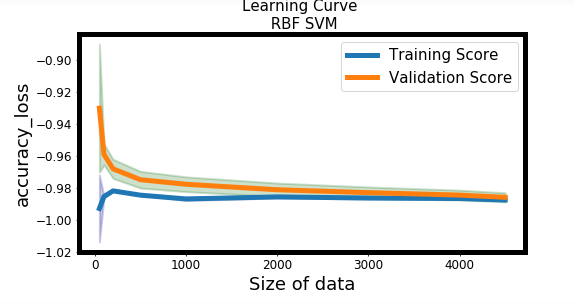 Learning Curve
RBF SVM
Training Score
Validation Score
accuracy_loss
−0.90
−0.92
−0.94
−0.96
−0.98
−1.00
−1.02
0
1000
2000
3000
4000
Size of data